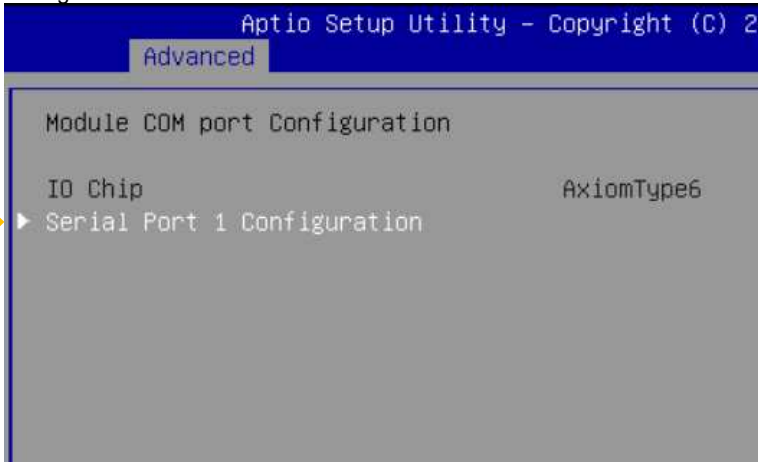 Aptio Setup Utility – Copyright (C) 2
Advanced
Module COM port Configuration
IO Chip AxiomType6
Serial Port 1 Configuration